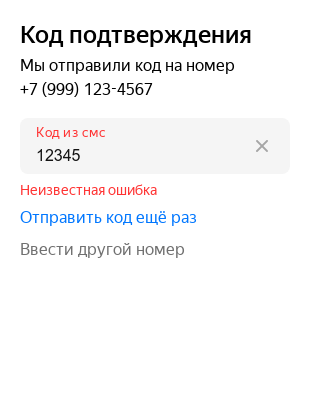 Код подтверждения
Мы отправили код на номер
+7 (999) 123-4567
Код из смс
12345
Неизвестная ошибка
Отправить код ещё раз
Ввести другой номер